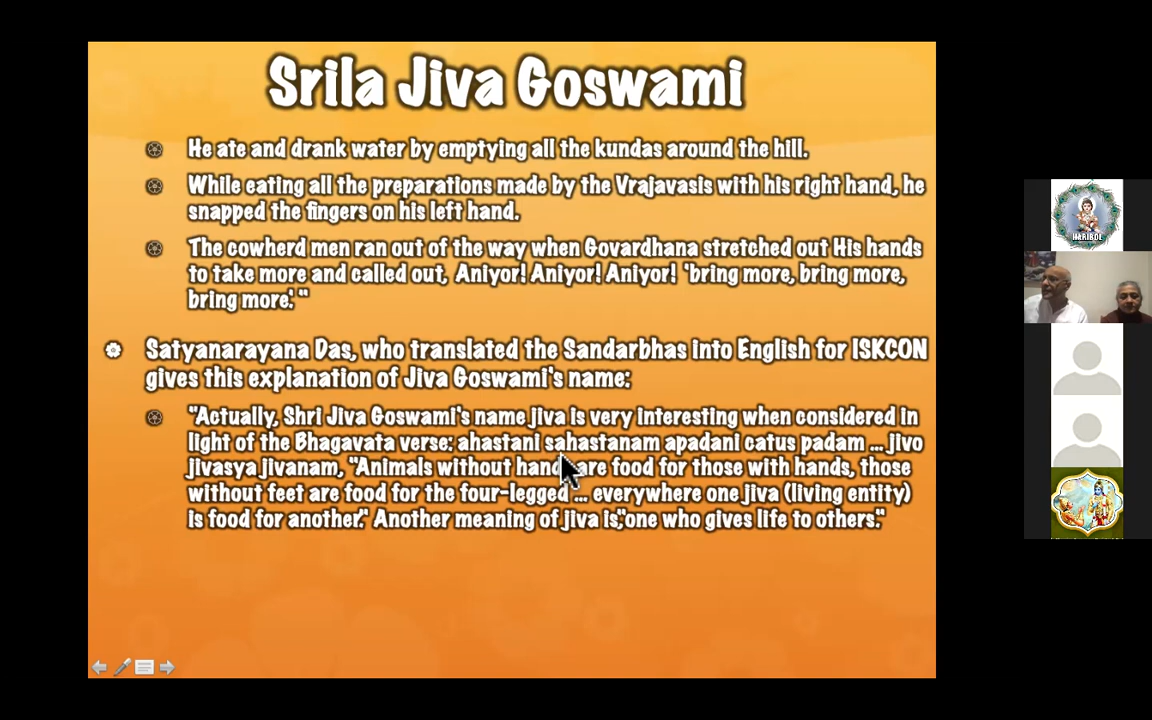 Srila Jiva Goswami
He ate and drank water by emptying all the kundas around the hill.
While eating all the preparations made by the Vrajavasis with his right hand, he
snapped the fingers on his left hand.
The cowherd men ran out of the way when Govardhana stretched out His hands
to take more and called out, Aniyor! Aniyor! Aniyor! 'bring more, bring more,
bring more.' "
Satyanarayana Das, who translated the Sandarbhas into English for ISKCON
gives this explanation of Jiva Goswami's name:
"Actually, Shri Jiva Goswami's name jiva is very interesting when considered in
light of the Bhagavata verse: ahastani sahastanam apadani catus padam ... jivo
jivasya jivanam, "Animals without hand are food for those with hands, those
without feet are food for the four-legged ... everywhere one jiva (living entity)
is food for another." Another meaning of jiva is,"one who gives life to others."
HARIBOL